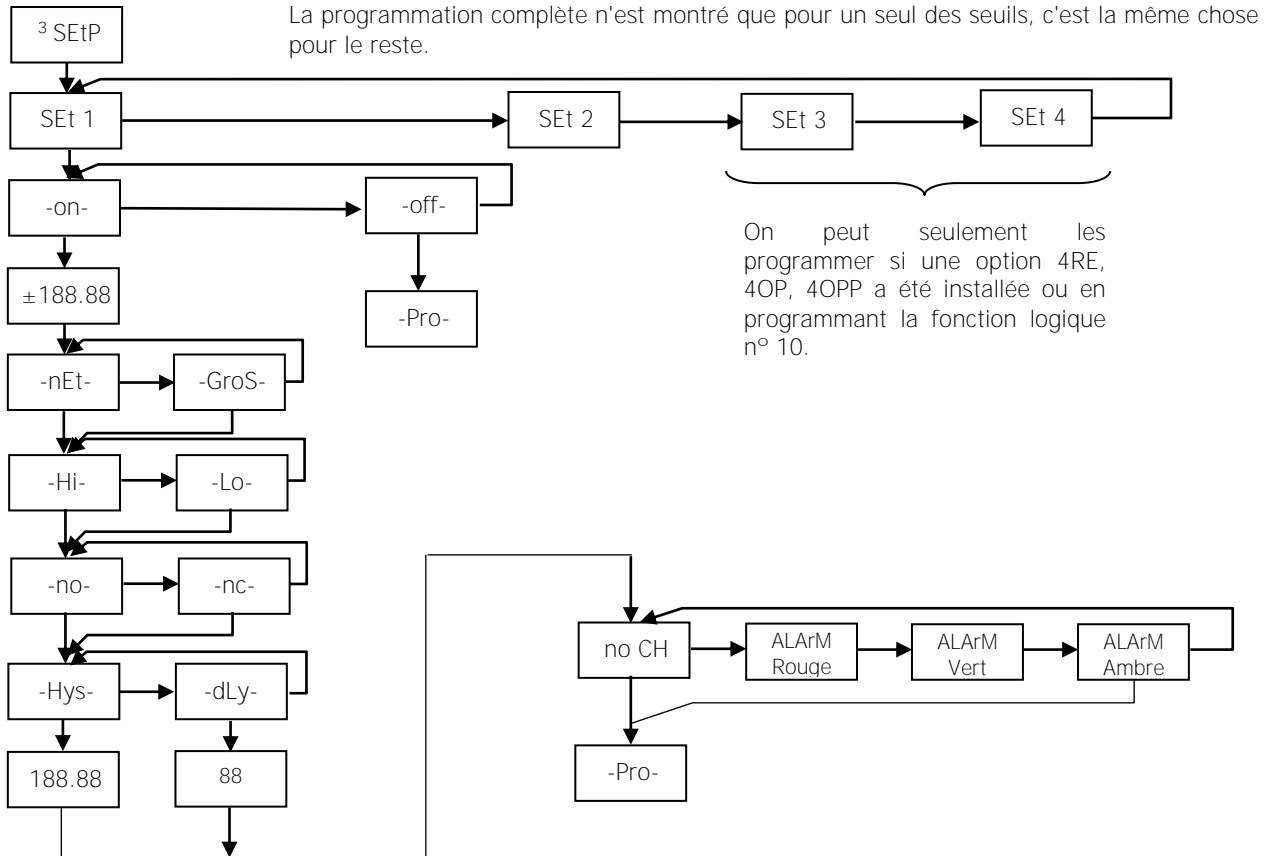 La programmation complète n'est montré que pour un seul des seuils, c'est la même chose
pour le reste.
³ SEtP
SEt 1
SEt 2
SEt 3
SEt 4
-on-
-off-
On peut seulement les
programmer si une option 4RE,
4OP, 4OPP a été installée ou en
programmant la fonction logique
nº 10.
±188.88
-Pro-
-nEt-
-GroS-
-Hi-
-Lo-
-no-
-nc-
no CH
ALArM
Rouge
ALArM
Vert
ALArM
Ambre
-Hys-
-dLy-
188.88
88
-Pro-